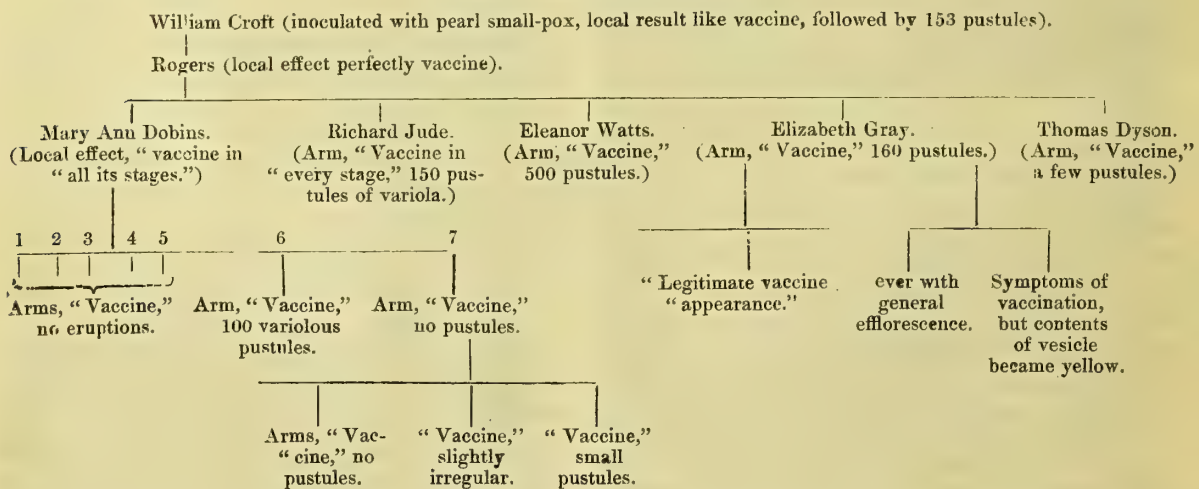 William Croft (inoculated with pearl small-pox, local result like vaccine, followed by 153 pustules).
Rogers (local effect perfectly vaccine).
Mary Ann Dobins.
(Local effect, “ vaccine in
“ all its stages.”)
Richard Jude.
(Arm, “ Vaccine in
“ every stage,” 150 pus-
tules of variola.)
Eleanor Watts.
(Arm, “ Vaccine,”
500 pustules.)
Elizabeth Gray.
(Arm, “ Vaccine,” 160 pustules.)
Thomas Dyson.
(Arm, “ Vaccine,”
a few pustules.)
1 2 3 4 5 6 7
Arms, “ Vaccine,”
no eruptions.
Arm, “ Vaccine,”
100 variolous
pustules.
Arm, “ Vaccine,”
no pustules.
“ Legitimate vaccine
“ appearance.”
ever with
general
efflorescence.
Symptoms of
vaccination,
but contents
of vesicle
became yellow.
Arms, “ Vac-
“ cine,” no
pustules.
“ Vaccine,”
slightly
irregular.
“ Vaccine,”
small
pustules.